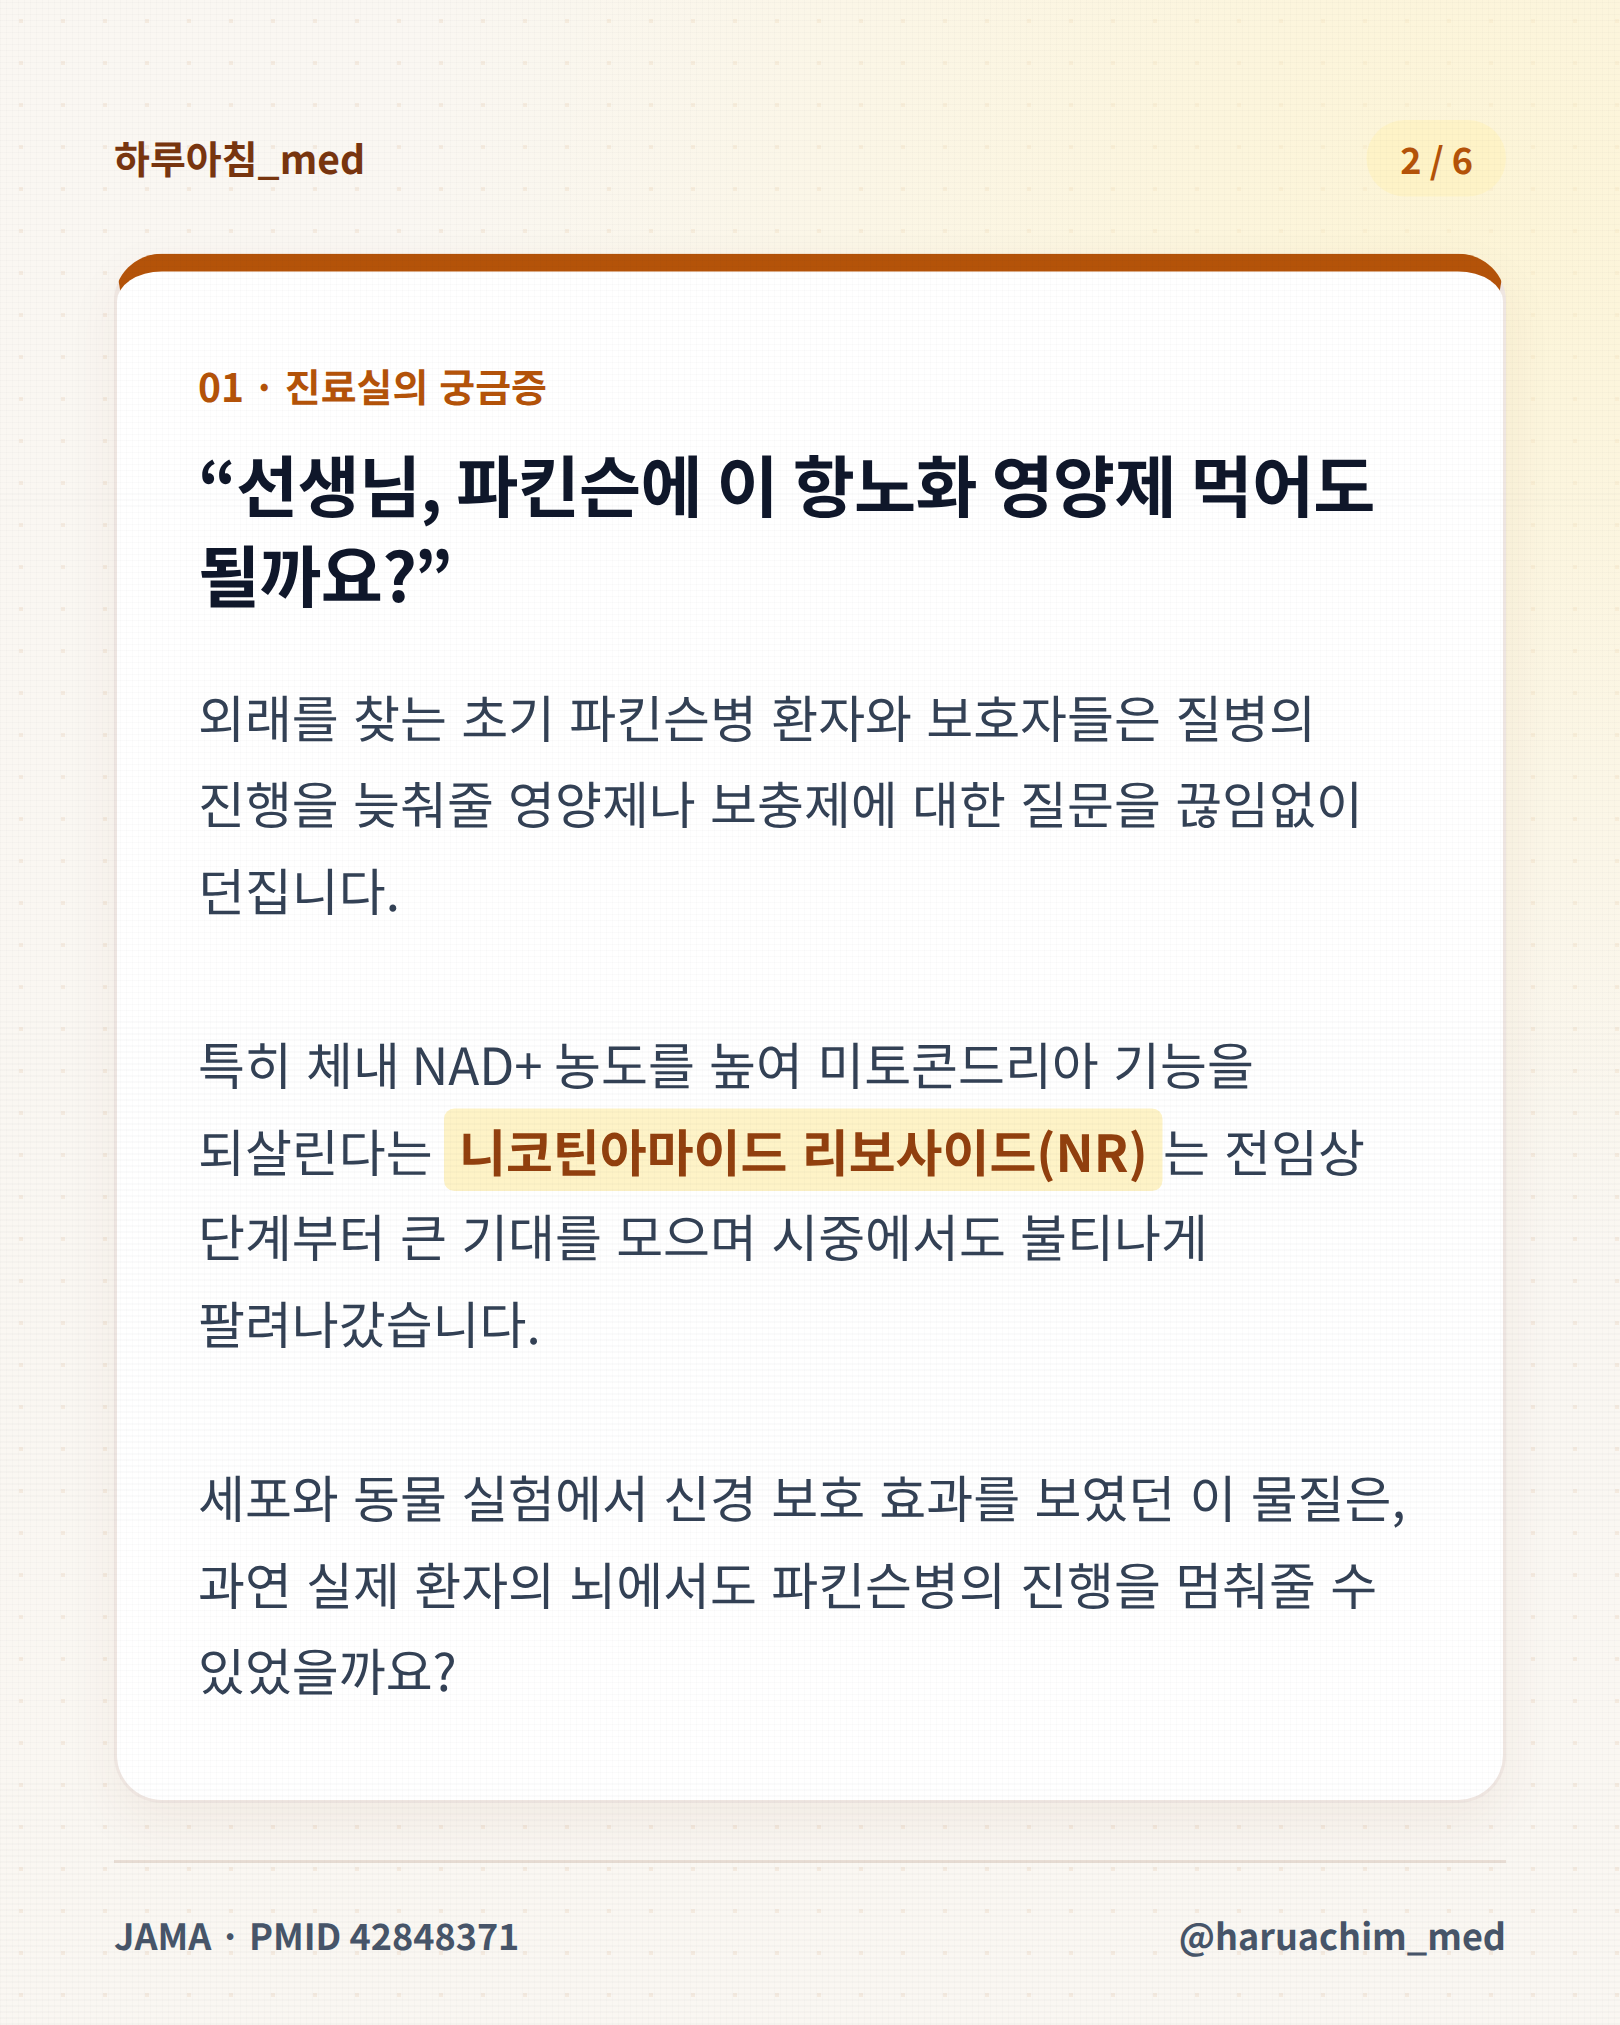 하루아침_med
2 / 6
01 · 진료실의 궁금증
“선생님, 파킨슨에 이 항노화 영양제 먹어도
될까요?”
외래를 찾는 초기 파킨슨병 환자와 보호자들은 질병의
진행을 늦춰줄 영양제나 보충제에 대한 질문을 끊임없이
던집니다.
특히 체내 NAD+ 농도를 높여 미토콘드리아 기능을
되살린다는 니코틴아마이드 리보사이드(NR)는 전임상
단계부터 큰 기대를 모으며 시중에서도 불티나게
팔려나갔습니다.
세포와 동물 실험에서 신경 보호 효과를 보였던 이 물질은,
과연 실제 환자의 뇌에서도 파킨슨병의 진행을 멈춰줄 수
있었을까요?
JAMA · PMID 42848371
@haruachim_med